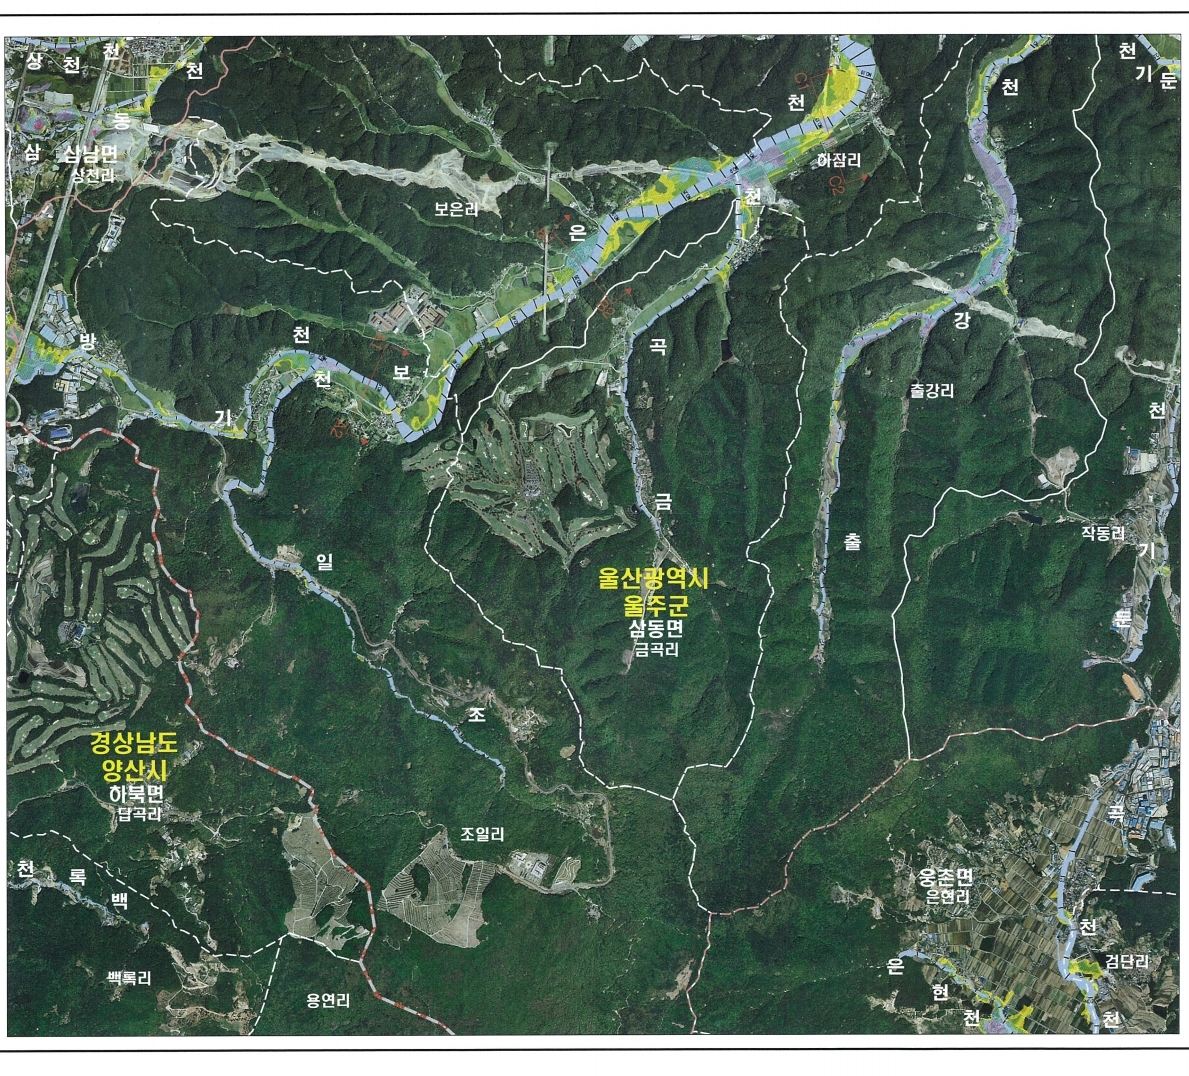 상 천 천
천
동
삼
삼남면
상천리
보은리
은
천
하잠리
C1
C2
천
천
천
기
둔
방
기
천
천
보
A2
B2
곡
금
강
출강리
출
천
작동리
기
둔
일
조
조일리
울산광역시
울주군
삼동면
금곡리
경상남도
양산시
하북면
답곡리
천 록 백
백록리
용연리
웅촌면
은현리
곡
천
검단리
천
은
현
천